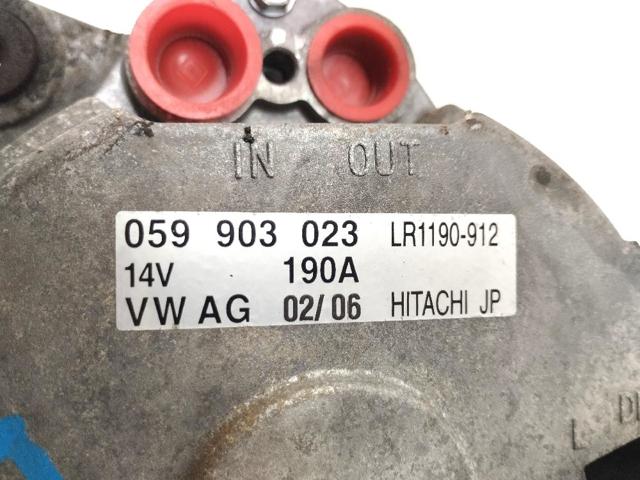 IN OUT
059 903 023 LR1190-912
14V 190A
VW AG 02/06 HITACHI JP
L